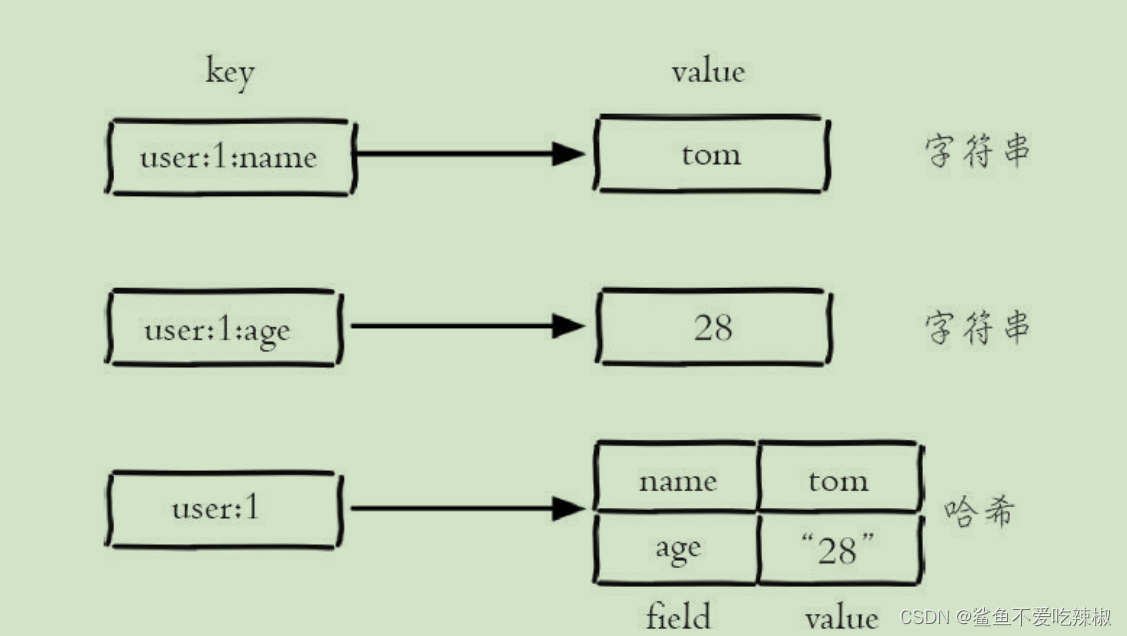 key value
user:1:name tom 字符串
user:1:age 28 字符串
name tom
user:1 哈希
age “28”
field value
CSDN @鲨鱼不爱吃辣椒